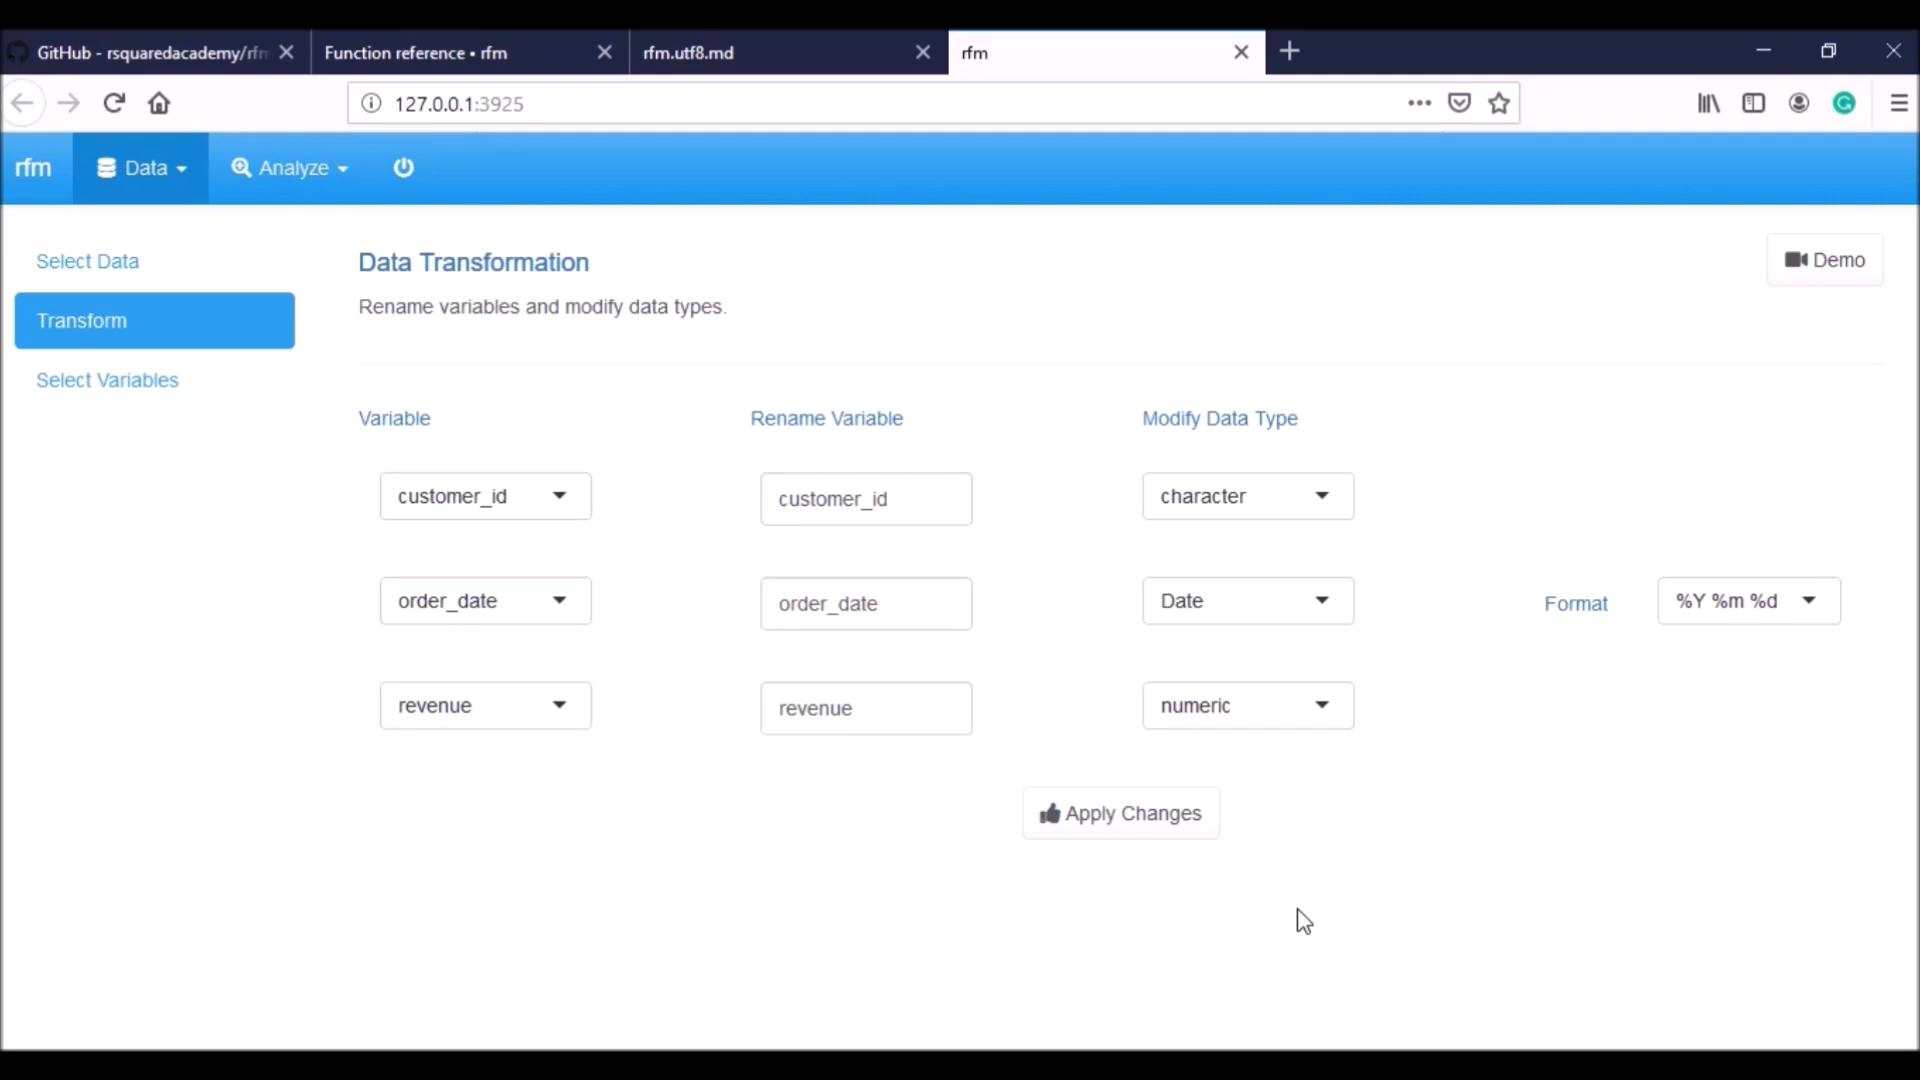 GitHub - rsquaredacademy/rfm
Function reference • rfm
rfm.utf8.md
rfm
127.0.0.1:3925
rfm
Data
Analyze
Select Data
Transform
Select Variables
Data Transformation
Demo
Rename variables and modify data types.
Variable
Rename Variable
Modify Data Type
customer_id
customer_id
character
order_date
order_date
Date
Format
%Y %m %d
revenue
revenue
numeric
Apply Changes